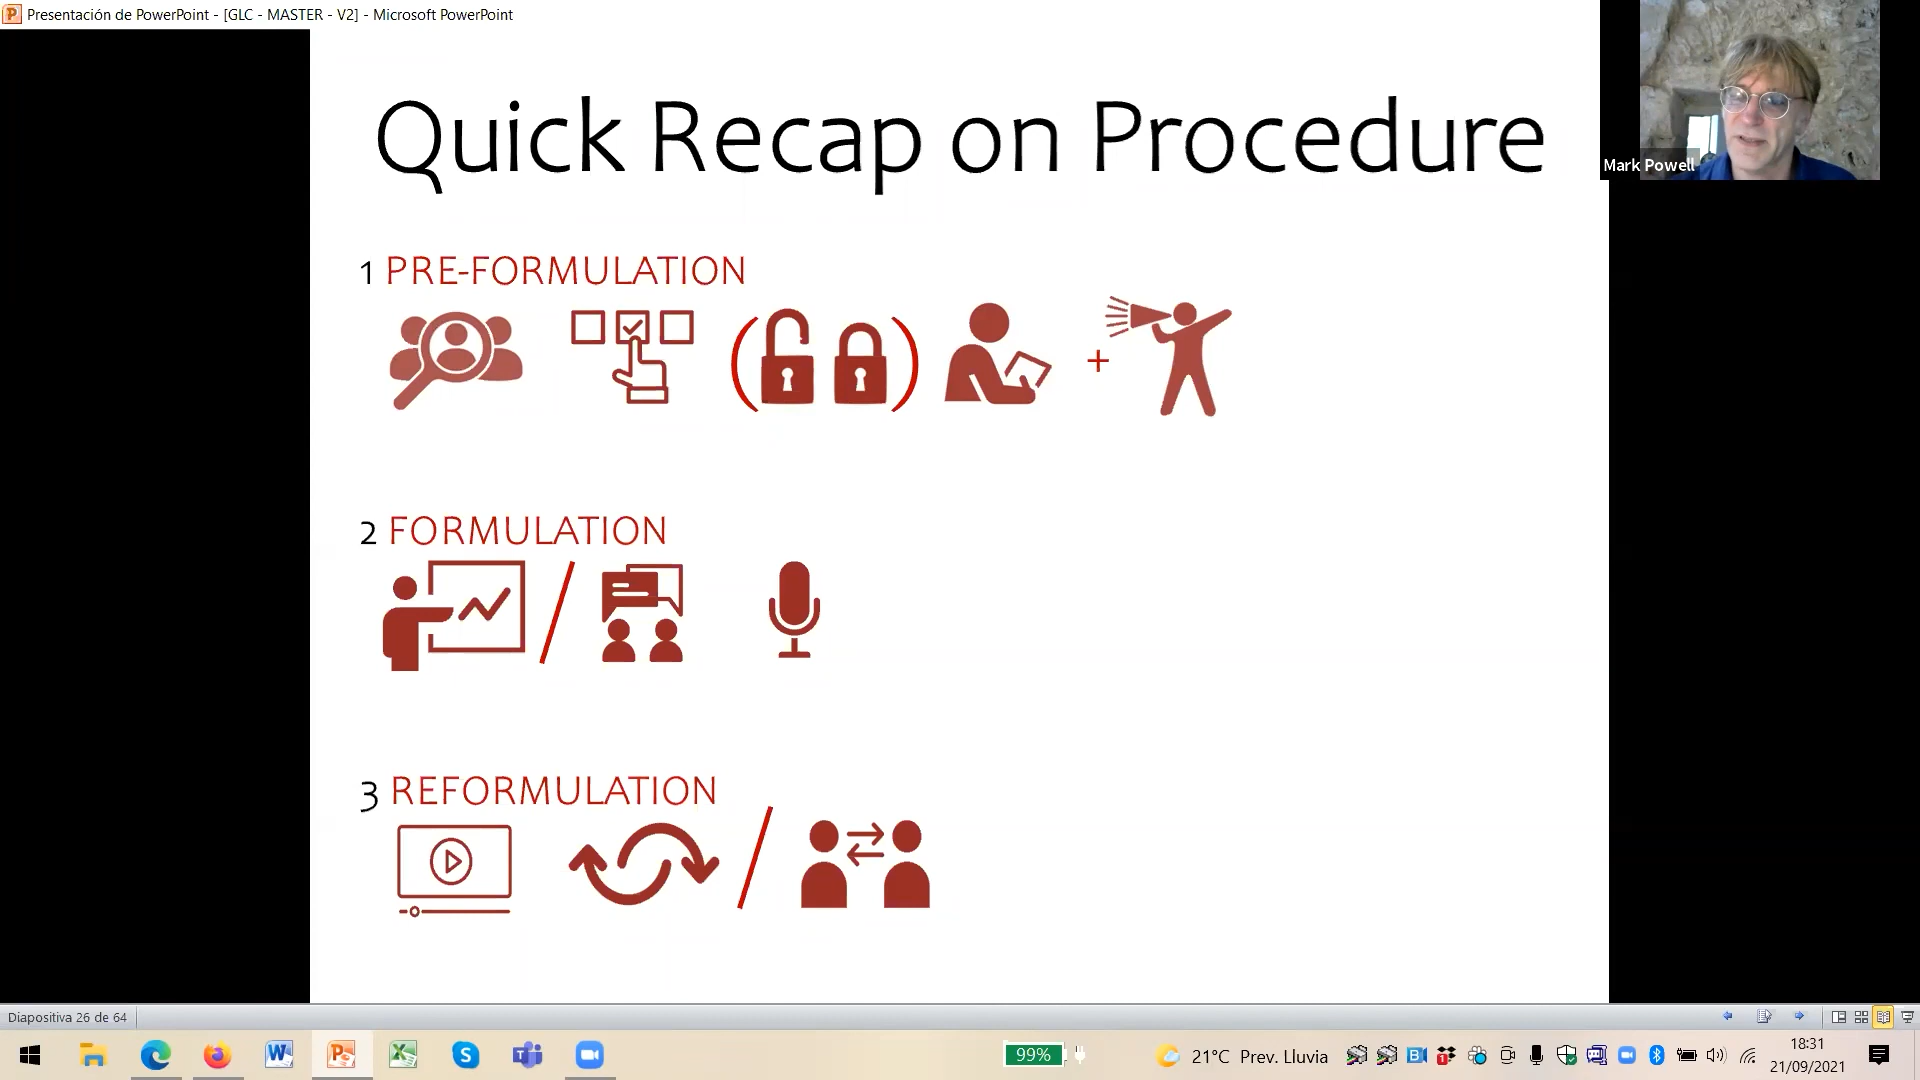 Presentación de PowerPoint - [GLC - MASTER - V2] - Microsoft PowerPoint
Quick Recap on Procedure
Mark Powell
1 PRE-FORMULATION
+
2 FORMULATION
3 REFORMULATION
Diapositiva 26 de 64
99%
21°C Prev. Lluvia
18:31
21/09/2021